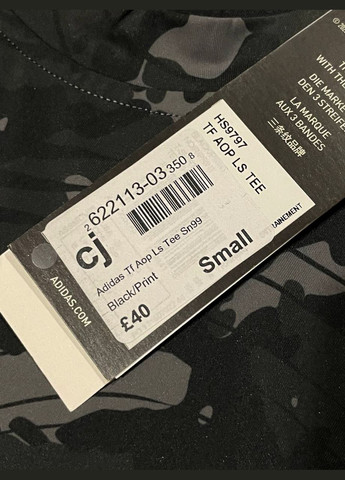 HS9797
TF AOP LS TEE
2 622113-03 350 8
cj
Adidas Tf Aop Ls Tee Sn99
Black/Print
£40
Small
ADIDAS.COM
WITH THE
DIE MARKE
DEN 3 STREIFE
LA MARQUE
AUX 3 BANDES
三条纹品牌